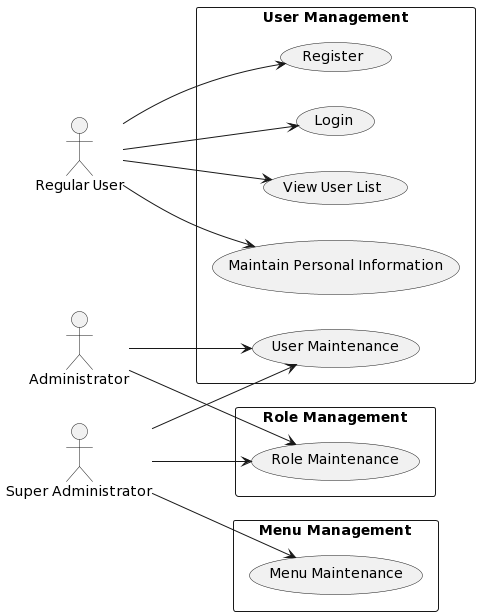 User Management
Register
Login
View User List
Regular User
Maintain Personal Information
User Maintenance
Administrator
Role Management
Role Maintenance
Super Administrator
Menu Management
Menu Maintenance